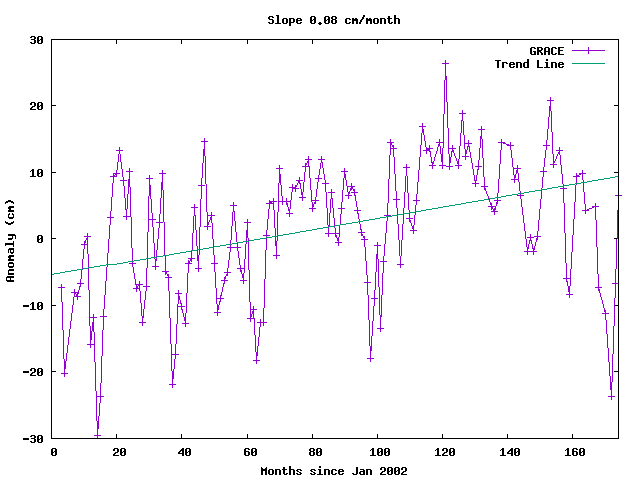 Slope 0.08 cm/month
GRACE
Trend Line
30
20
10
0
-10
-20
-30
Anomaly (cm)
0 20 40 60 80 100 120 140 160
Months since Jan 2002